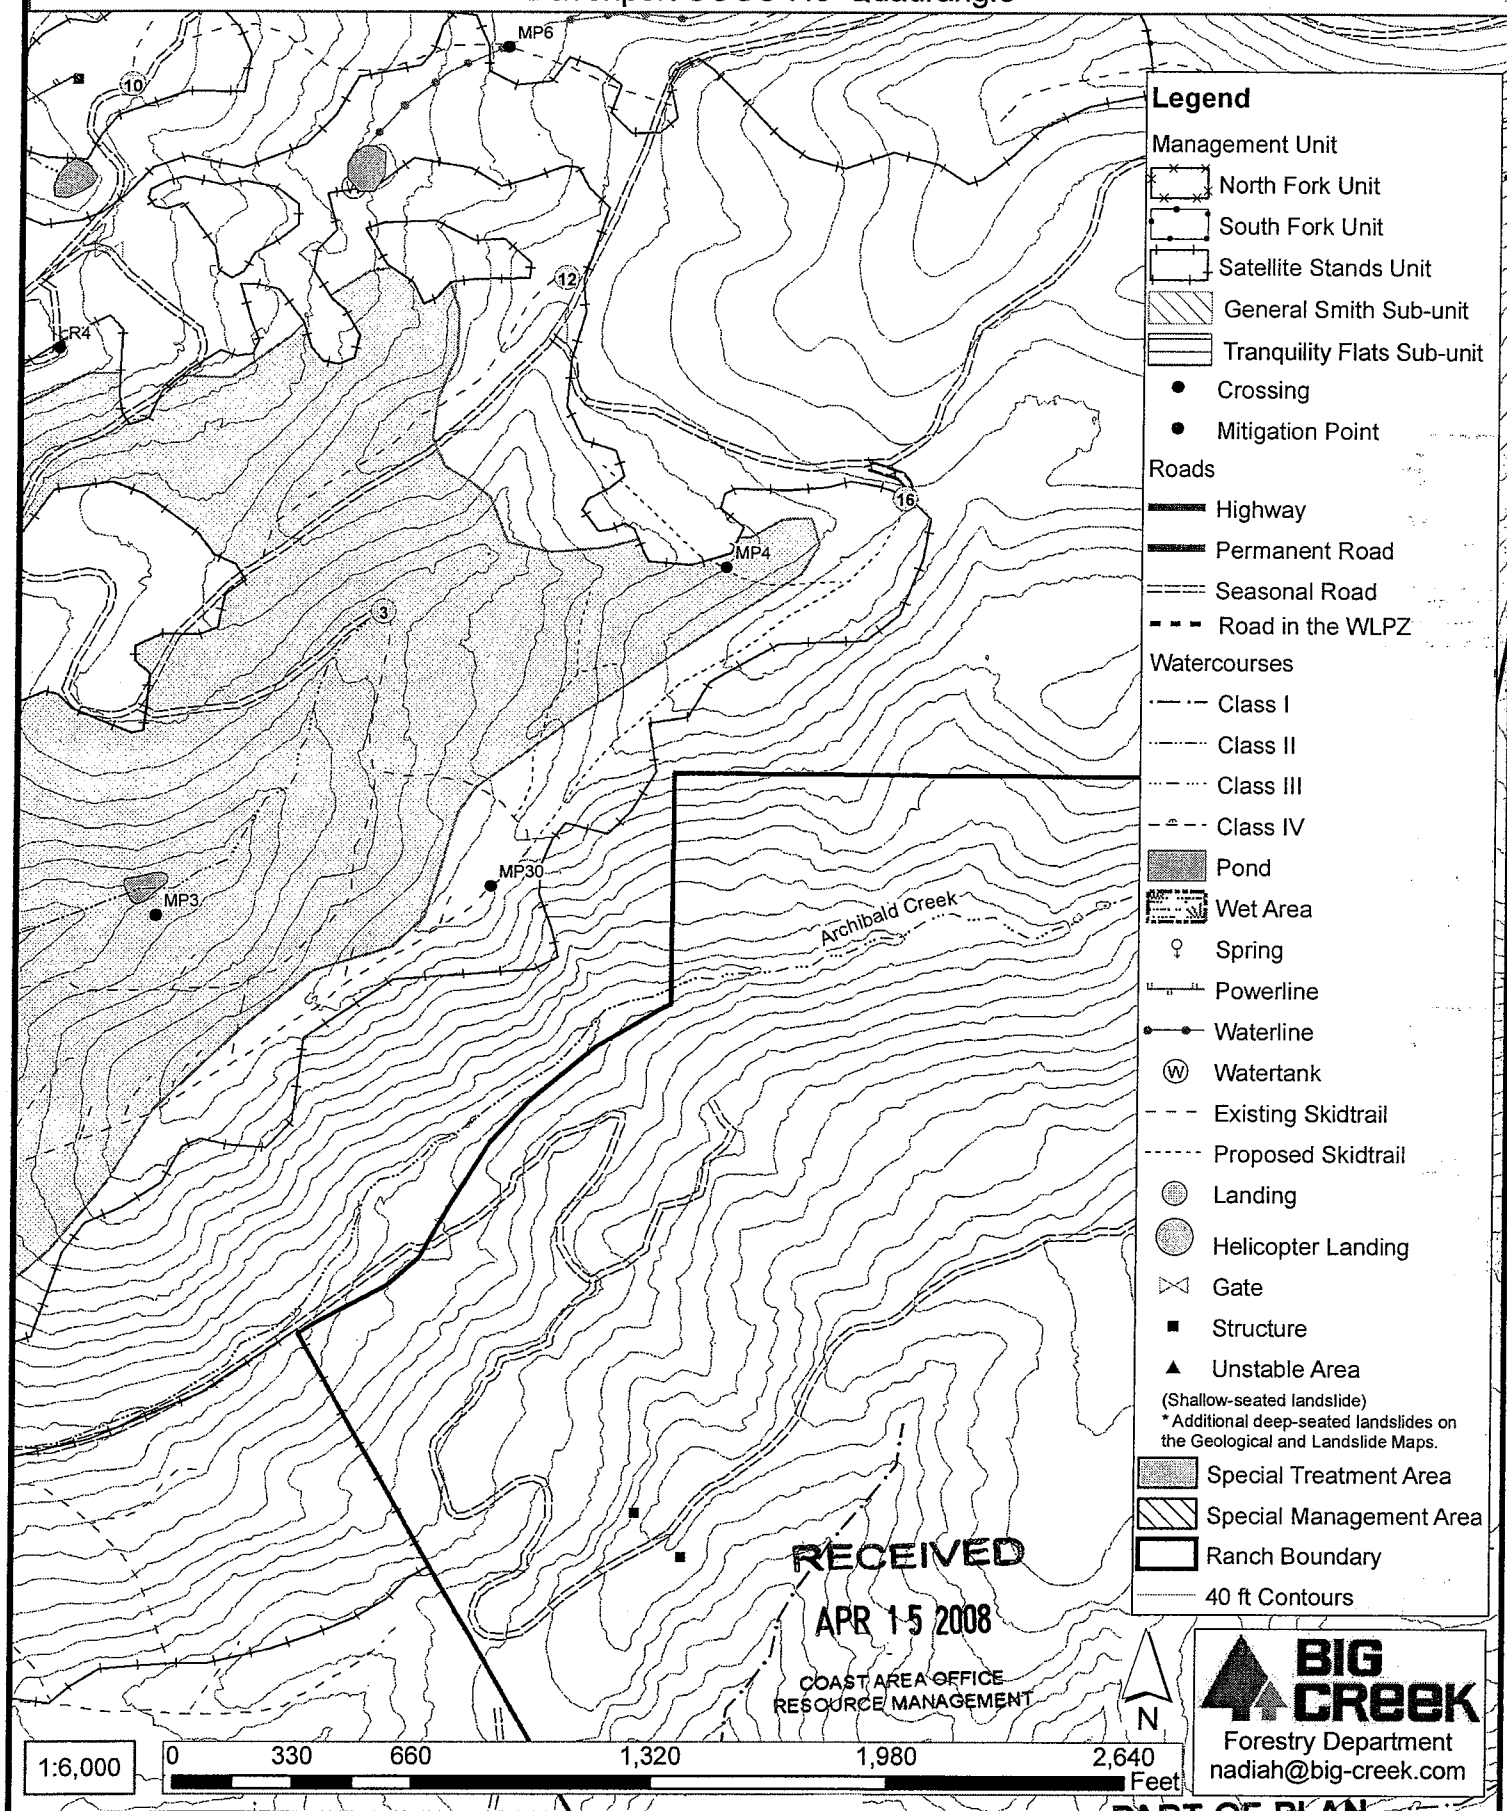 MP6
10
12
CR4
16
MP4
3
MP30
MP3
Archibald Creek
Legend
Management Unit
North Fork Unit
South Fork Unit
Satellite Stands Unit
General Smith Sub-unit
Tranquility Flats Sub-unit
Crossing
Mitigation Point
Roads
Highway
Permanent Road
Seasonal Road
Road in the WLPZ
Watercourses
Class I
Class II
Class III
Class IV
Pond
Wet Area
Spring
Powerline
Waterline
W Watertank
Existing Skidtrail
Proposed Skidtrail
Landing
Helicopter Landing
Gate
Structure
Unstable Area
(Shallow-seated landslide)
* Additional deep-seated landslides on
the Geological and Landslide Maps.
Special Treatment Area
Special Management Area
Ranch Boundary
40 ft Contours
RECEIVED
APR 15 2008
COAST AREA OFFICE
RESOURCE MANAGEMENT
N
BIG
CREEK
Forestry Department
nadiah@big-creek.com
1:6,000
0 330 660 1,320 1,980 2,640
Feet
PART OF PLAN